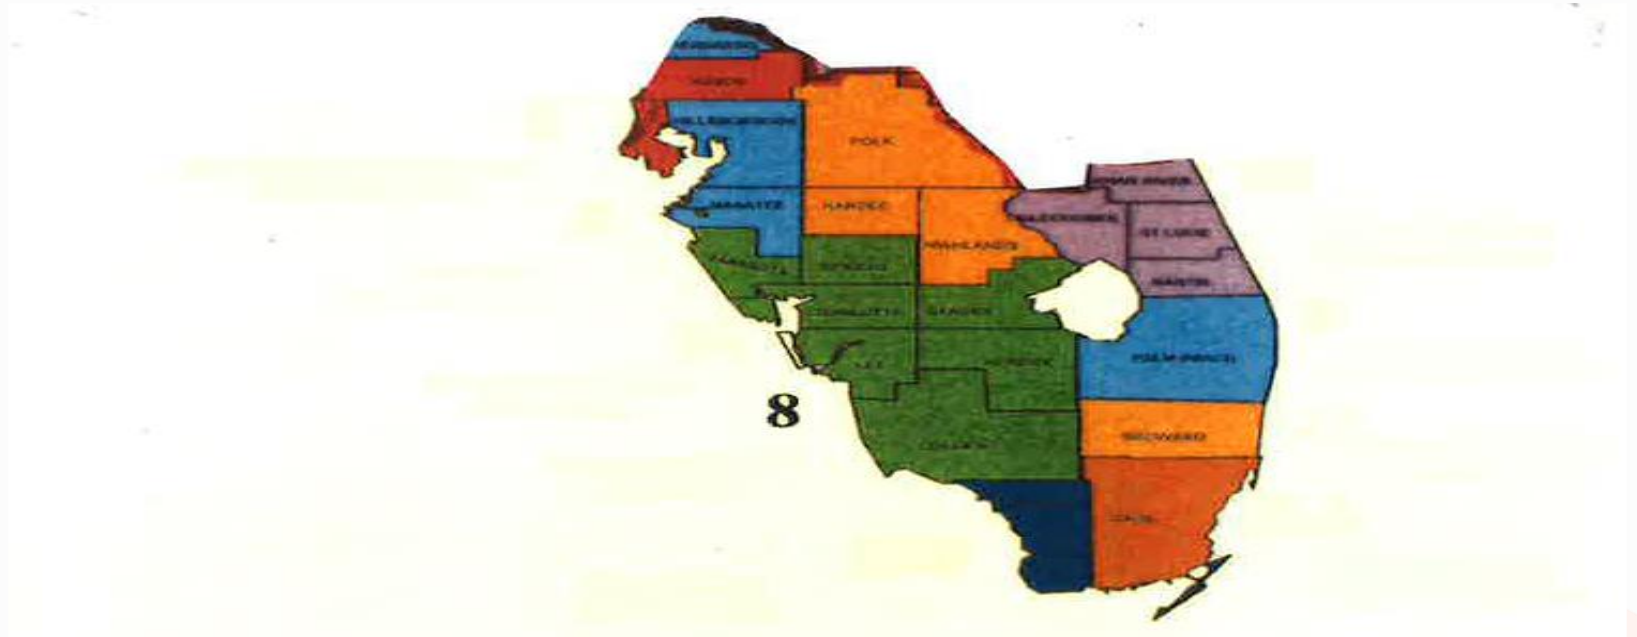 HERNANDO
PASCO
HILLSBOROUGH
POLK
INDIAN RIVER
MANATEE
HARDEE
OKEECHOBEE
HIGHLANDS
ST LUCIE
SARASOTA
DESOTO
MARTIN
CHARLOTTE
GLADES
PALM BEACH
LEE
HENDRY
8
BROWARD
COLLIER
DADE